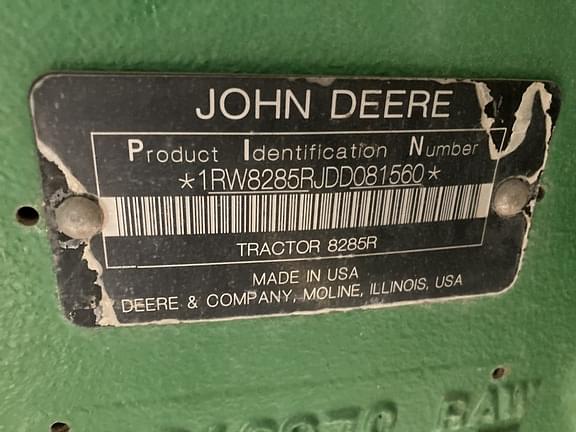 JOHN DEERE
Product Identification Number
*1RW8285RJDD081560*
TRACTOR 8285R
MADE IN USA
DEERE & COMPANY, MOLINE, ILLINOIS, USA